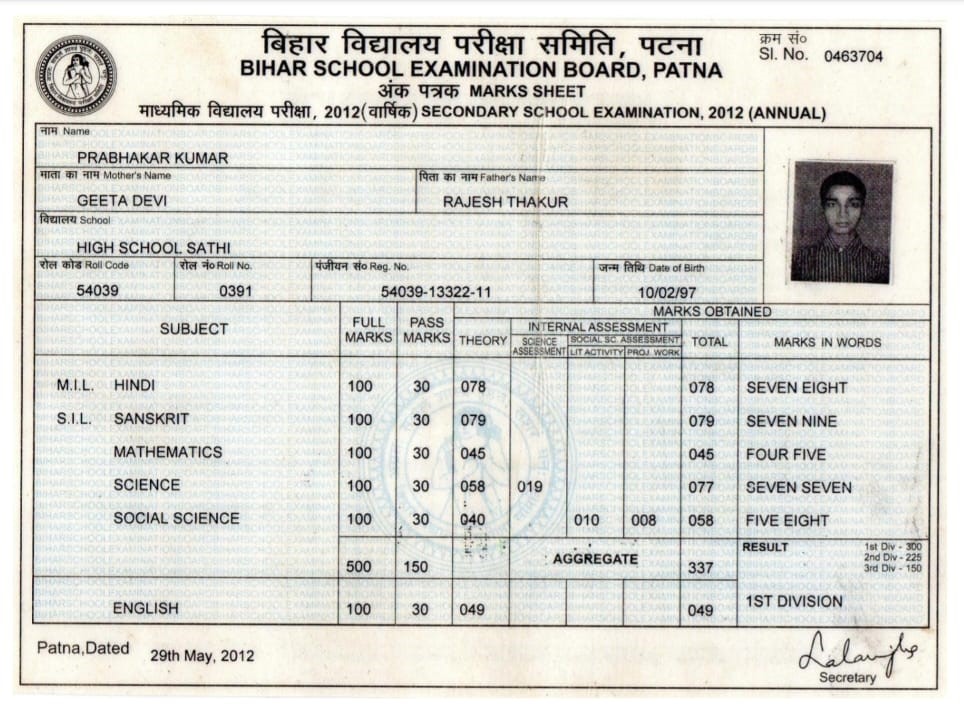 बिहार विद्यालय परीक्षा समिति, पटना
क्रम सं०
Sl. No. 0463704
BIHAR SCHOOL EXAMINATION BOARD, PATNA
अंक पत्रक MARKS SHEET
माध्यमिक विद्यालय परीक्षा, 2012(वार्षिक) SECONDARY SCHOOL EXAMINATION, 2012 (ANNUAL)
नाम Name
PRABHAKAR KUMAR
माता का नाम Mother's Name पिता का नाम Father's Name
GEETA DEVI RAJESH THAKUR
विद्यालय School
HIGH SCHOOL SATHI
रोल कोड Roll Code रोल नं० Roll No. पंजीयन सं० Reg. No. जन्म तिथि Date of Birth
54039 0391 54039-13322-11 10/02/97
MARKS OBTAINED
SUBJECT FULL MARKS PASS MARKS THEORY INTERNAL ASSESSMENT TOTAL MARKS IN WORDS
SCIENCE ASSESSMENT SOCIAL SC. ASSESSMENT
LIT ACTIVITY PROJ. WORK
M.I.L. HINDI 100 30 078 078 SEVEN EIGHT
S.I.L. SANSKRIT 100 30 079 079 SEVEN NINE
MATHEMATICS 100 30 045 045 FOUR FIVE
SCIENCE 100 30 058 019 077 SEVEN SEVEN
SOCIAL SCIENCE 100 30 040 010 008 058 FIVE EIGHT
500 150 AGGREGATE 337
RESULT 1st Div - 300
2nd Div - 225
3rd Div - 150
ENGLISH 100 30 049 049 1ST DIVISION
Patna,Dated 29th May, 2012
Secretary